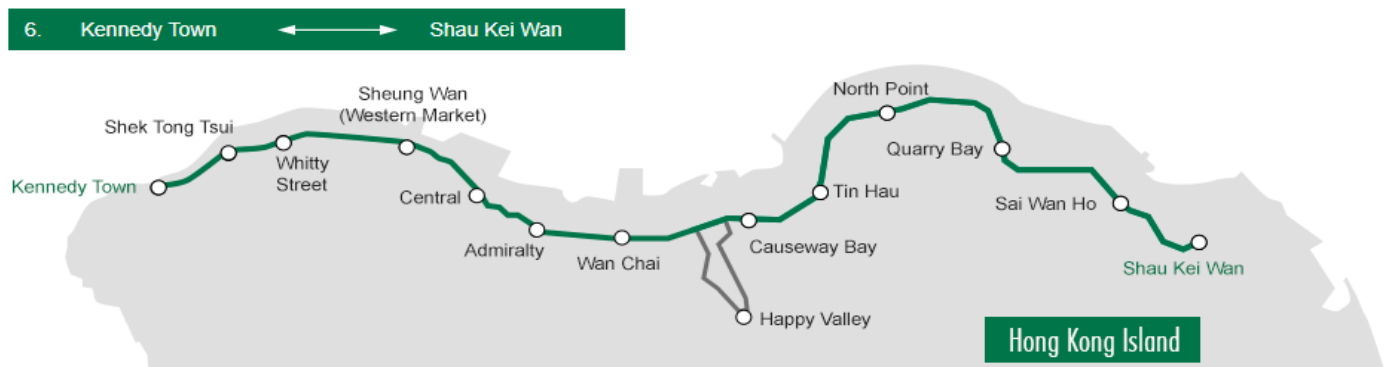 6. Kennedy Town Shau Kei Wan
Sheung Wan
(Western Market)
North Point
Shek Tong Tsui
Quarry Bay
Whitty
Street
Kennedy Town
Tin Hau
Central
Sai Wan Ho
Admiralty
Causeway Bay
Wan Chai
Shau Kei Wan
Happy Valley
Hong Kong Island